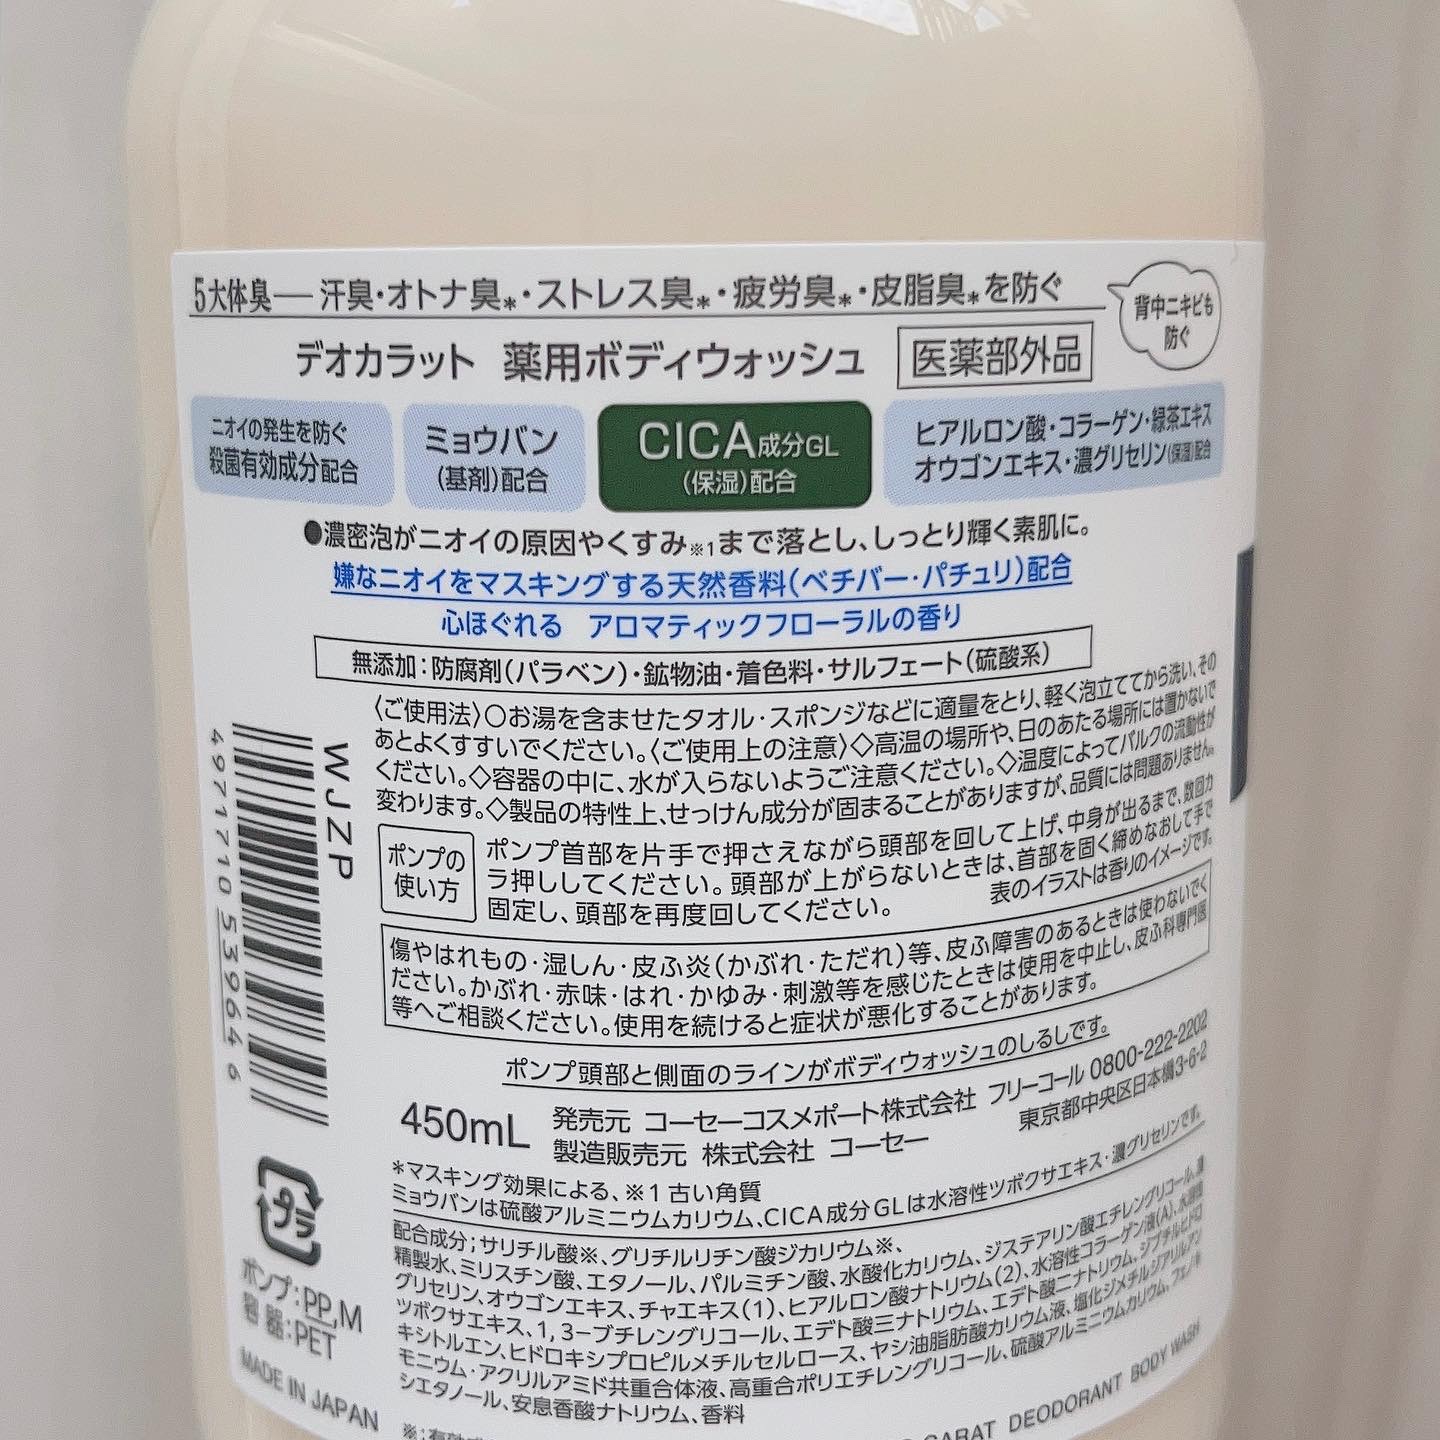 5大体臭―汗臭・オトナ臭*・ストレス臭*・疲労臭*・皮脂臭*を防ぐ
背中ニキビも
防ぐ
デオカラット 薬用ボディウォッシュ 医薬部外品
ニオイの発生を防ぐ
殺菌有効成分配合
ミョウバン
(基剤)配合
CICA成分GL
(保湿)配合
ヒアルロン酸・コラーゲン・緑茶エキス
オウゴンエキス・濃グリセリン(保湿)配合
●濃密泡がニオイの原因やくすみ※1まで落とし、しっとり輝く素肌に。
嫌なニオイをマスキングする天然香料(ベチバー・パチュリ)配合
心ほぐれる アロマティックフローラルの香り
無添加:防腐剤(パラベン)・鉱物油・着色料・サルフェート(硫酸系)
〈ご使用法〉○お湯を含ませたタオル・スポンジなどに適量をとり、軽く泡立ててから洗い、その
あとよくすすいでください。〈ご使用上の注意〉◇高温の場所や、日のあたる場所には置かないで
ください。◇容器の中に、水が入らないようご注意ください。◇温度によってバルクの流動性が
変わります。◇製品の特性上、せっけん成分が固まることがありますが、品質には問題ありません。
ポンプの
使い方
ポンプ首部を片手で押さえながら頭部を回して上げ、中身が出るまで、数回カ
ラ押ししてください。頭部が上がらないときは、首部を固く締めなおして手で
固定し、頭部を再度回してください。
表のイラストは香りのイメージです。
傷やはれもの・湿しん・皮ふ炎(かぶれ・ただれ)等、皮ふ障害のあるときは使わないでく
ださい。かぶれ・赤味・はれ・かゆみ・刺激等を感じたときは使用を中止し、皮ふ科専門医
等へご相談ください。使用を続けると症状が悪化することがあります。
ポンプ頭部と側面のラインがボディウォッシュのしるしです。
450mL
発売元 コーセーコスメポート株式会社 フリーコール 0800-222-2202
製造販売元 株式会社 コーセー 東京都中央区日本橋3-6-2
*マスキング効果による、※1 古い角質
ミョウバンは硫酸アルミニウムカリウム、CICA成分GLは水溶性ツボクサエキス・濃グリセリンです。
配合成分;サリチル酸※、グリチルリチン酸ジカリウム※、
精製水、ミリスチン酸、エタノール、パルミチン酸、水酸化カリウム、ジステアリン酸エチレングリコール、濃
グリセリン、オウゴンエキス、チャエキス(1)、ヒアルロン酸ナトリウム(2)、水溶性コラーゲン液(A)、水溶性
ツボクサエキス、1,3-ブチレングリコール、エデト酸三ナトリウム、エデト酸二ナトリウム、ジブチルヒドロ
キシトルエン、ヒドロキシプロピルメチルセルロース、ヤシ油脂肪酸カリウム液、塩化ジメチルジアリルアン
モニウム・アクリルアミド共重合体液、高重合ポリエチレングリコール、硫酸アルミニウムカリウム、フェノキ
シエタノール、安息香酸ナトリウム、香料
WJZP
4971710 539646
プラ
ポンプ:PP,M
容器:PET
MADE IN JAPAN
CARAT DEODORANT BODY WASH